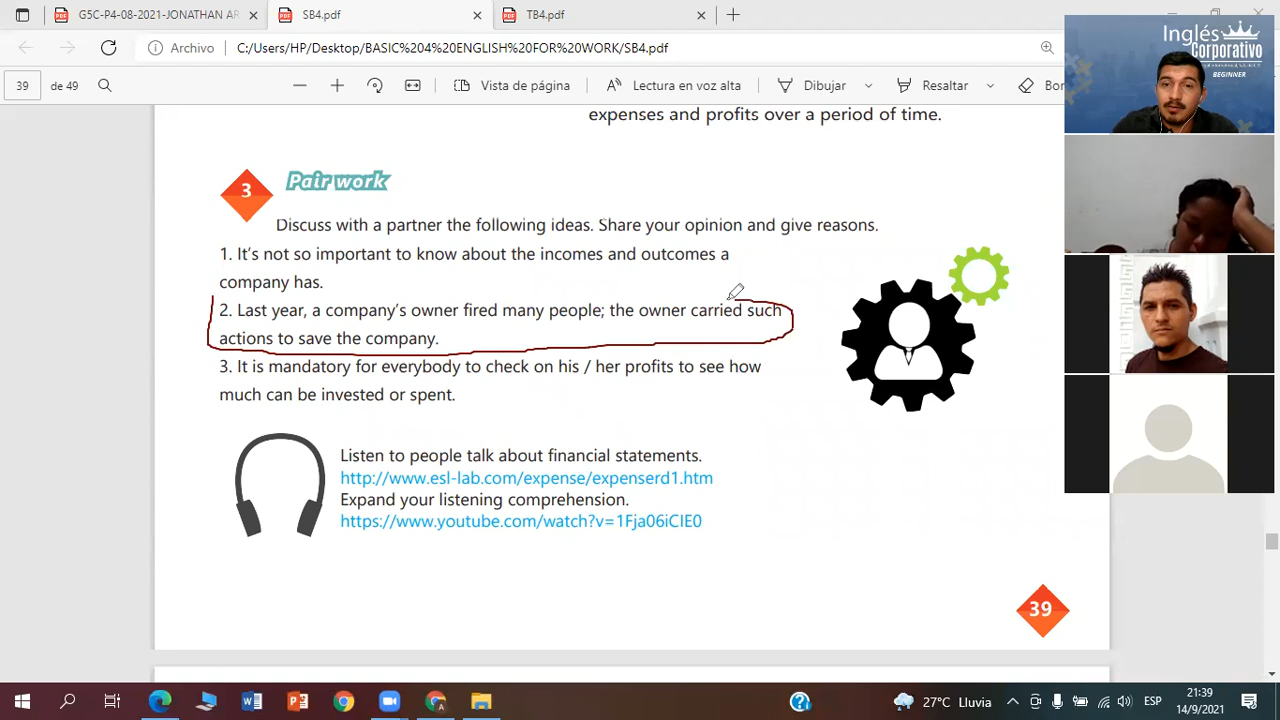 G5C-P4-08-2021-JONATHAN AR
SB4.pdf
TB4.pdf
Archivo
C:/Users/HP/Desktop/BASIC%204%20ENGLISH%20FOR%20WORK/SB4.pdf
39
de 49
Vista de página
Lectura en voz alta
Dibujar
Resaltar
Bor
Inglés
Corporativo
BEGINNER
expenses and profits over a period of time.
3
Pair work
Discuss with a partner the following ideas. Share your opinion and give reasons.
1. It's not so important to know about the incomes and outcomes a
company has.
2. Last year, a company's owner fired many people; the owner carried such
actions to save the company.
3. It is mandatory for everybody to check on his / her profits to see how
much can be invested or spent.
Listen to people talk about financial statements.
http://www.esl-lab.com/expense/expenserd1.htm
Expand your listening comprehension.
https://www.youtube.com/watch?v=1Fja06iCIE0
39
27°C Lluvia
ESP
21:39
14/9/2021